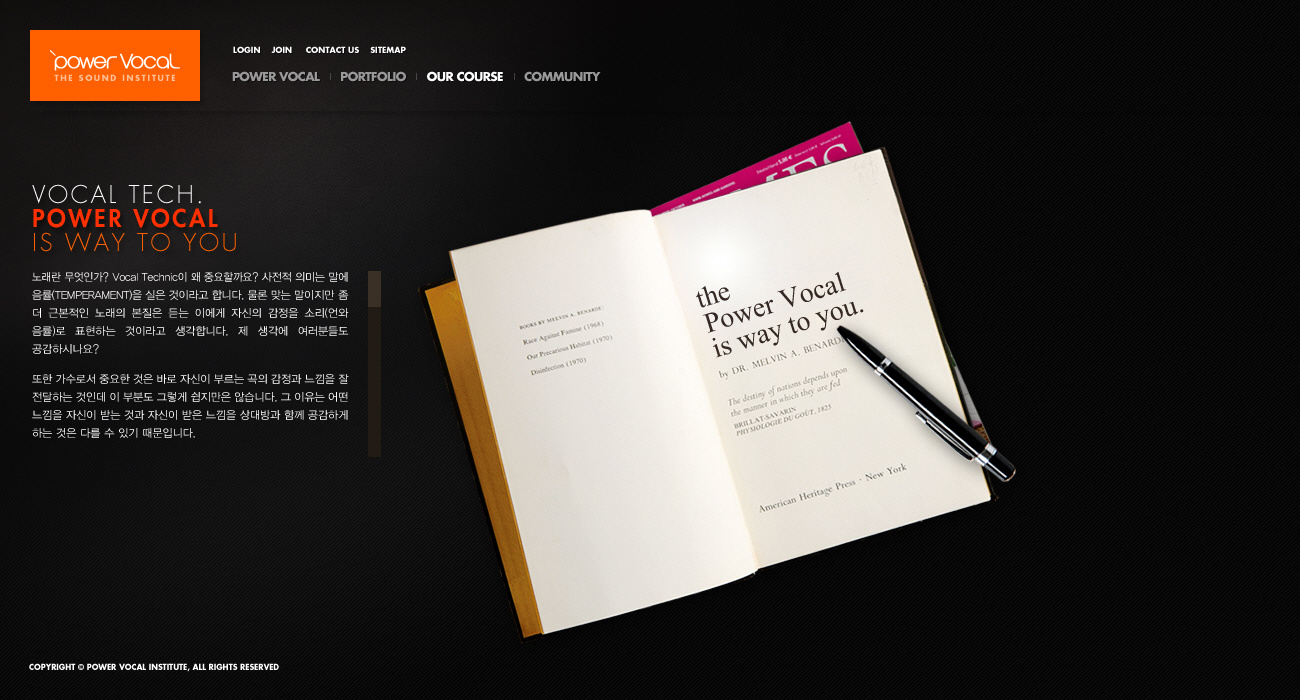 power Vocal
THE SOUND INSTITUTE
LOGIN JOIN CONTACT US SITEMAP
POWER VOCAL PORTFOLIO OUR COURSE COMMUNITY
VOCAL TECH.
POWER VOCAL
IS WAY TO YOU
노래란 무엇인가? Vocal Technic이 왜 중요할까요? 사전적 의미는 말에
음률(TEMPERAMENT)을 실은 것이라고 합니다. 물론 맞는 말이지만 좀
더 근본적인 노래의 본질은 듣는 이에게 자신의 감정을 소리(언와
음률)로 표현하는 것이라고 생각합니다. 제 생각에 여러분들도
공감하시나요?
또한 가수로서 중요한 것은 바로 자신이 부르는 곡의 감정과 느낌을 잘
전달하는 것인데 이 부분도 그렇게 쉽지만은 않습니다. 그 이유는 어떤
느낌을 자신이 받는 것과 자신이 받은 느낌을 상대방과 함께 공감하게
하는 것은 다를 수 있기 때문입니다.
BOOKS BY MELVIN A. BENARDE:
Race Against Famine (1968)
Our Precarious Habitat (1970)
Disinfection (1970)
the
Power Vocal
is way to you.
by DR. MELVIN A. BENARDE
The destiny of nations depends upon
the manner in which they are fed
BRILLAT-SAVARIN
PHYSIOLOGIE DU GOÛT, 1825
American Heritage Press · New York
COPYRIGHT © POWER VOCAL INSTITUTE, ALL RIGHTS RESERVED